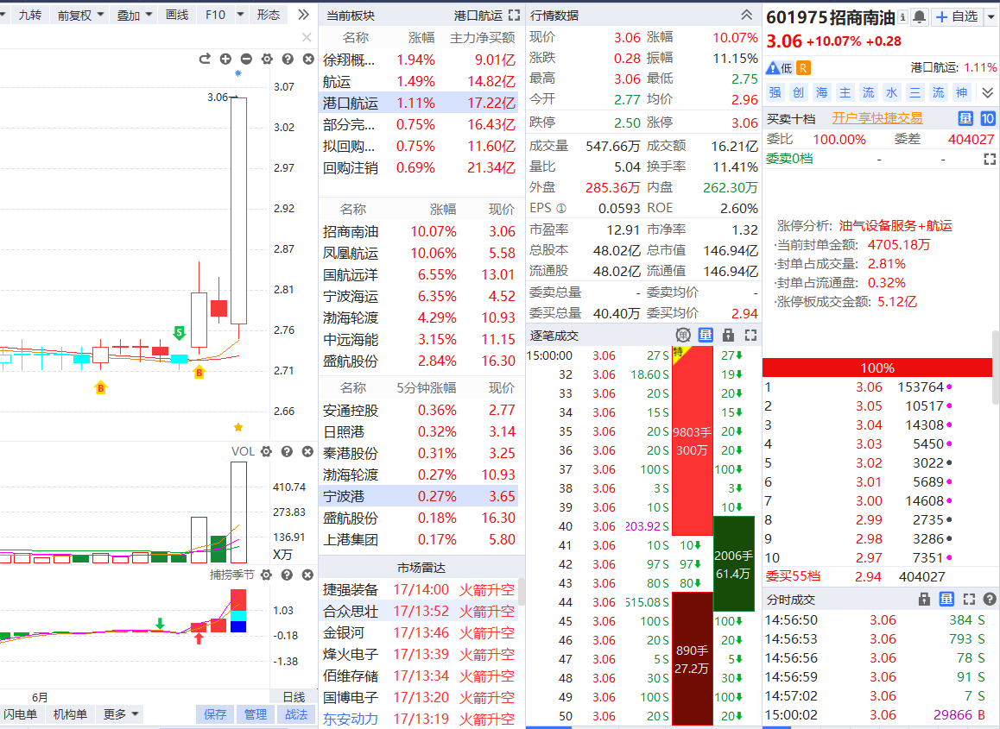 九转 前复权 叠加 画线 F10 形态
3.06
3.07
3.02
2.97
2.92
2.87
2.81
2.76
2.71
2.66
S
B
B
VOL
410.74
273.83
136.91
X万
捕捞季节
1.03
-0.18
-1.38
6月 日线
闪电单 机构单 更多 保存 管理 战法
当前板块 港口航运
名称 涨幅 主力净买额
徐翔概... 1.94% 9.01亿
航运 1.49% 14.82亿
港口航运 1.11% 17.22亿
部分完... 0.75% 16.43亿
拟回购... 0.75% 11.60亿
回购注销 0.69% 21.34亿
名称 涨幅 现价
招商南油 10.07% 3.06
凤凰航运 10.06% 5.58
国航远洋 6.55% 13.01
宁波海运 6.35% 4.52
渤海轮渡 4.29% 10.93
中远海能 3.15% 11.15
盛航股份 2.84% 16.30
名称 5分钟涨幅 现价
安通控股 0.36% 2.77
日照港 0.32% 3.14
秦港股份 0.31% 3.25
渤海轮渡 0.27% 10.93
宁波港 0.27% 3.65
盛航股份 0.18% 16.30
上港集团 0.17% 5.80
市场雷达
捷强装备 17/14:00 火箭升空
合众思壮 17/13:52 火箭升空
金银河 17/13:46 火箭升空
烽火电子 17/13:39 火箭升空
佰维存储 17/13:34 火箭升空
国博电子 17/13:20 火箭升空
东安动力 17/13:19 火箭升空
行情数据
现价 3.06 涨幅 10.07%
涨跌 0.28 振幅 11.15%
最高 3.06 最低 2.75
今开 2.77 均价 2.96
跌停 2.50 涨停 3.06
成交量 547.66万 成交额 16.21亿
量比 5.04 换手率 11.41%
外盘 285.36万 内盘 262.30万
EPS ① 0.0593 ROE 2.60%
市盈率 12.91 市净率 1.32
总股本 48.02亿 总市值 146.94亿
流通股 48.02亿 流通值 146.94亿
委卖总量 - 委卖均价 -
委买总量 40.40万 委买均价 2.94
逐笔成交 单 量
15:00:00 3.06 27S 特 27
32 3.06 18.60S 19
33 3.06 20S 20
34 3.06 15S 15
35 3.06 20S 20
36 3.06 20S 20
37 3.06 100S 100
38 3.06 3S 3
39 3.06 10S 10
40 3.06 203.92S
41 3.06 10S 10
42 3.06 97S 97
43 3.06 80S 80
44 3.06 515.08S
45 3.06 100S 100
46 3.06 20S 20
47 3.06 5S 5
48 3.06 30S 30
49 3.06 100S 100
50 3.06 20S 20
9803手
300万
2006手
61.4万
890手
27.2万
601975招商南油 自选
3.06 +10.07% +0.28
低 R 港口航运: 1.11%
强 创 海 主 流 水 三 流 神
买卖十档 开户享快捷交易 量 10
委比 100.00% 委差 404027
委卖0档 - -
涨停分析: 油气设备服务+航运
·当前封单金额: 4705.18万
·封单占成交量: 2.81%
·封单占流通盘: 0.32%
·涨停板成交金额: 5.12亿
100%
1 3.06 153764
2 3.05 10517
3 3.04 14308
4 3.03 5450
5 3.02 3022
6 3.01 5689
7 3.00 14608
8 2.99 2735
9 2.98 3286
10 2.97 7351
委买55档 2.94 404027
分时成交 量
14:56:50 3.06 384 S
14:56:53 3.06 793 S
14:56:56 3.06 78 S
14:56:59 3.06 91 S
14:57:02 3.06 7 S
15:00:02 3.06 29866 B